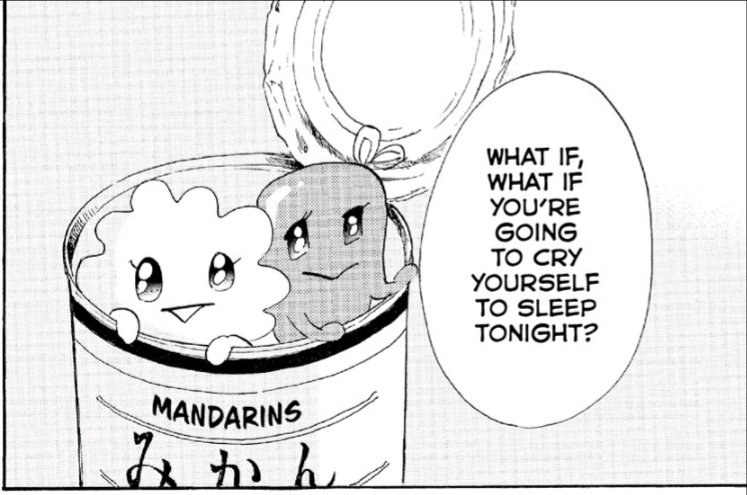 WHAT IF,
WHAT IF
YOU'RE
GOING
TO CRY
YOURSELF
TO SLEEP
TONIGHT?
MANDARINS
みかん